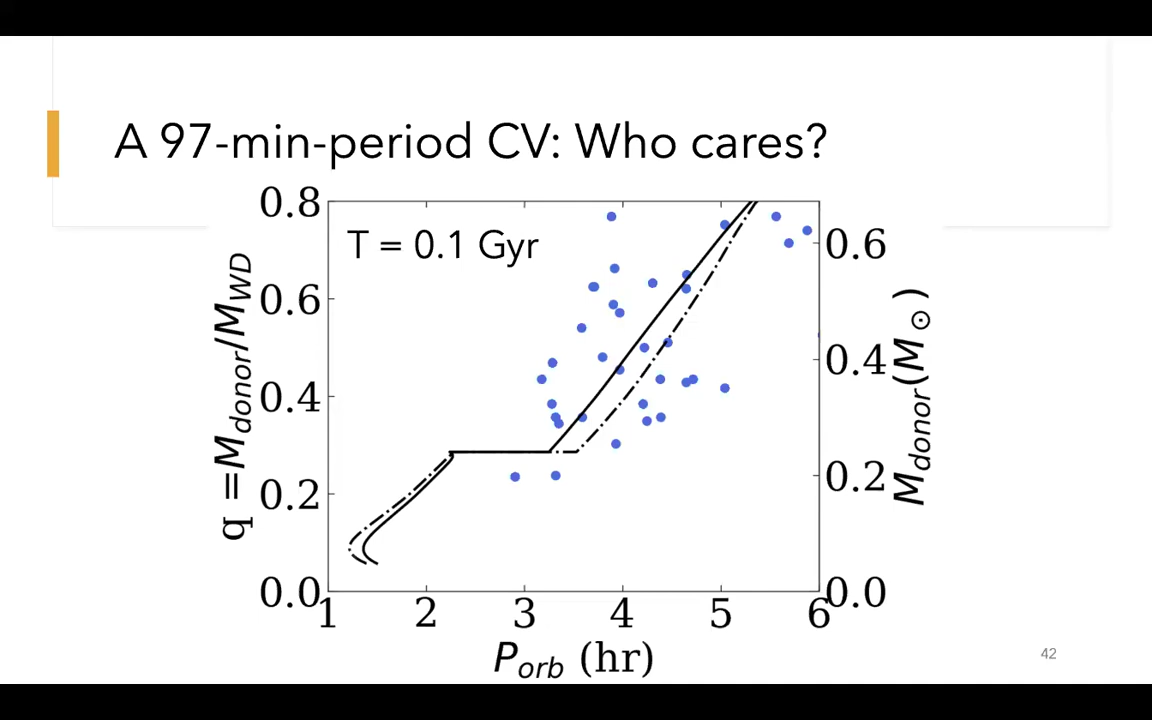 A 97-min-period CV: Who cares?
T = 0.1 Gyr
0.8
0.6
0.4
0.2
0.0
q =M_donor/M_WD
0.6
0.4
0.2
0.0
M_donor(M_⊙)
1 2 3 4 5 6
P_orb (hr)
42